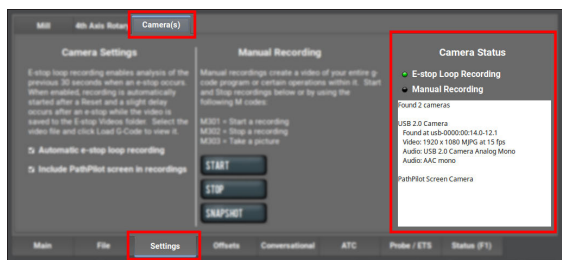 Mill
4th Axis Rotary
Camera(s)
Camera Settings
E-stop loop recording enables analysis of the
previous 30 seconds when an e-stop occurs.
When enabled, recording is automatically
started after a Reset and a slight delay
occurs after an e-stop while the video is
saved to the E-stop Videos folder. Select the
video file and click Load G-Code to view it.
Automatic e-stop loop recording
Include PathPilot screen in recordings
Manual Recording
Manual recordings create a video of your entire g-
code program or certain operations within it. Start
and Stop recordings below or by using the
following M codes:
M301 = Start a recording
M302 = Stop a recording
M303 = Take a picture
START
STOP
SNAPSHOT
Camera Status
E-stop Loop Recording
Manual Recording
Found 2 cameras
USB 2.0 Camera
Found at usb-0000:00:14.0-12.1
Video: 1920 x 1080 MJPG at 15 fps
Audio: USB 2.0 Camera Analog Mono
Audio: AAC mono
PathPilot Screen Camera
Main
File
Settings
Offsets
Conversational
ATC
Probe / ETS
Status (F1)